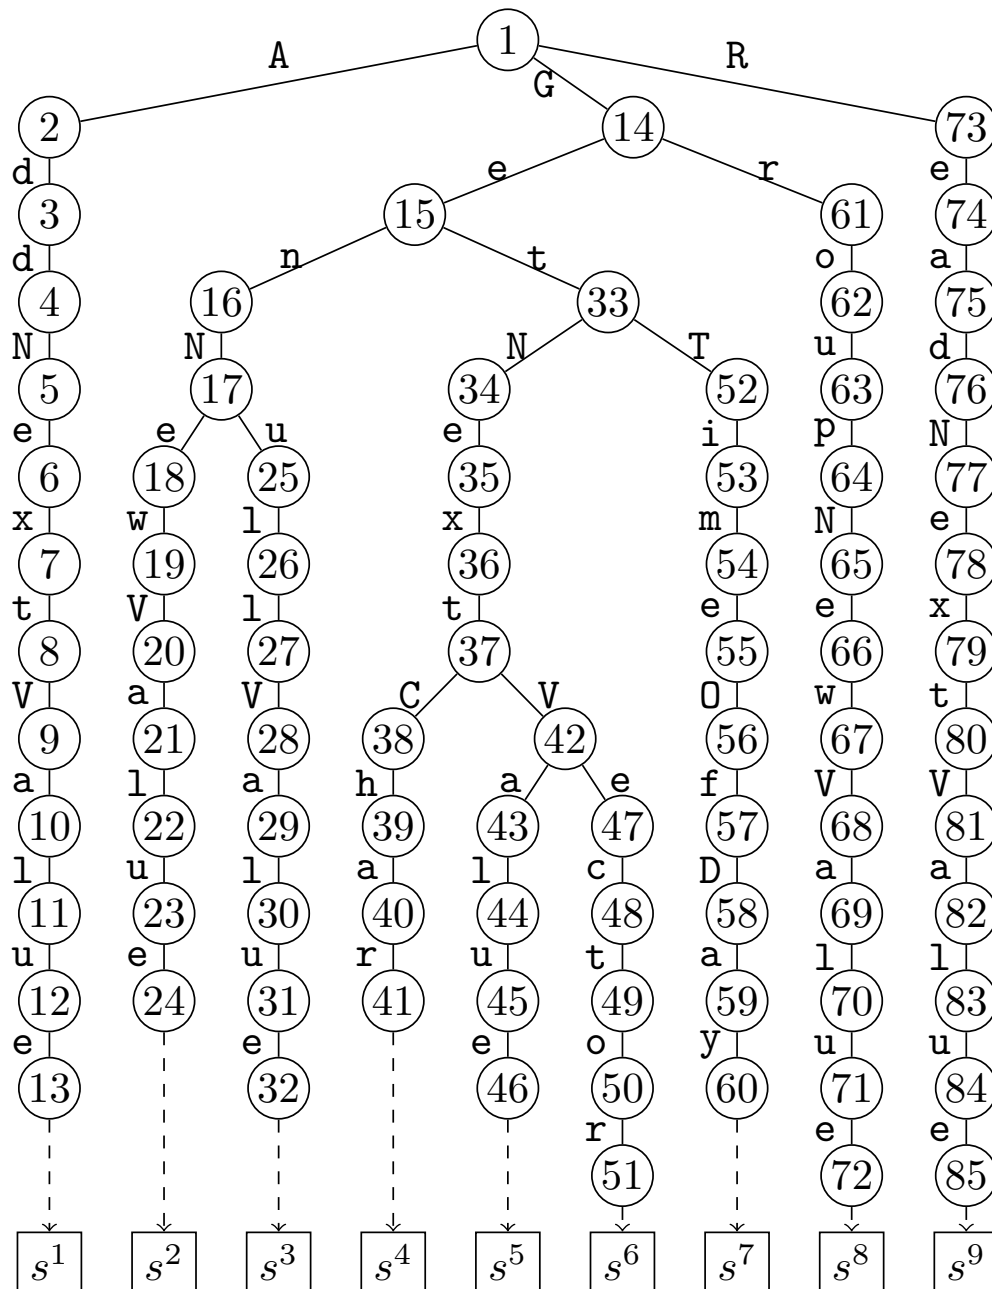 1
A G R
2 14 73
d e r e
3 15 61 74
d n t o a
4 16 33 62 75
N N N T u d
5 17 34 52 63 76
e e u e i p N
6 18 25 35 53 64 77
x w l x m N e
7 19 26 36 54 65 78
t V l t e e x
8 20 27 37 55 66 79
V a V C V O w t
9 21 28 38 42 56 67 80
a l a h a e f V V
10 22 29 39 43 47 57 68 81
l u l a l c D a a
11 23 30 40 44 48 58 69 82
u e u r u t a l l
12 24 31 41 45 49 59 70 83
e e e o y u u
13 32 46 50 60 71 84
r e e
51 72 85
s¹ s² s³ s⁴ s⁵ s⁶ s⁷ s⁸ s⁹